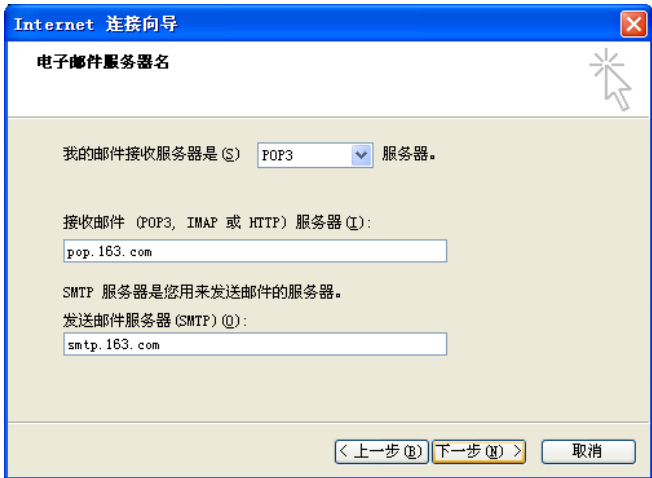 Internet 连接向导
电子邮件服务器名
我的邮件接收服务器是(S) POP3 服务器。
接收邮件 (POP3, IMAP 或 HTTP) 服务器(I):
pop.163.com
SMTP 服务器是您用来发送邮件的服务器。
发送邮件服务器(SMTP)(O):
smtp.163.com
< 上一步(B) 下一步(N) > 取消